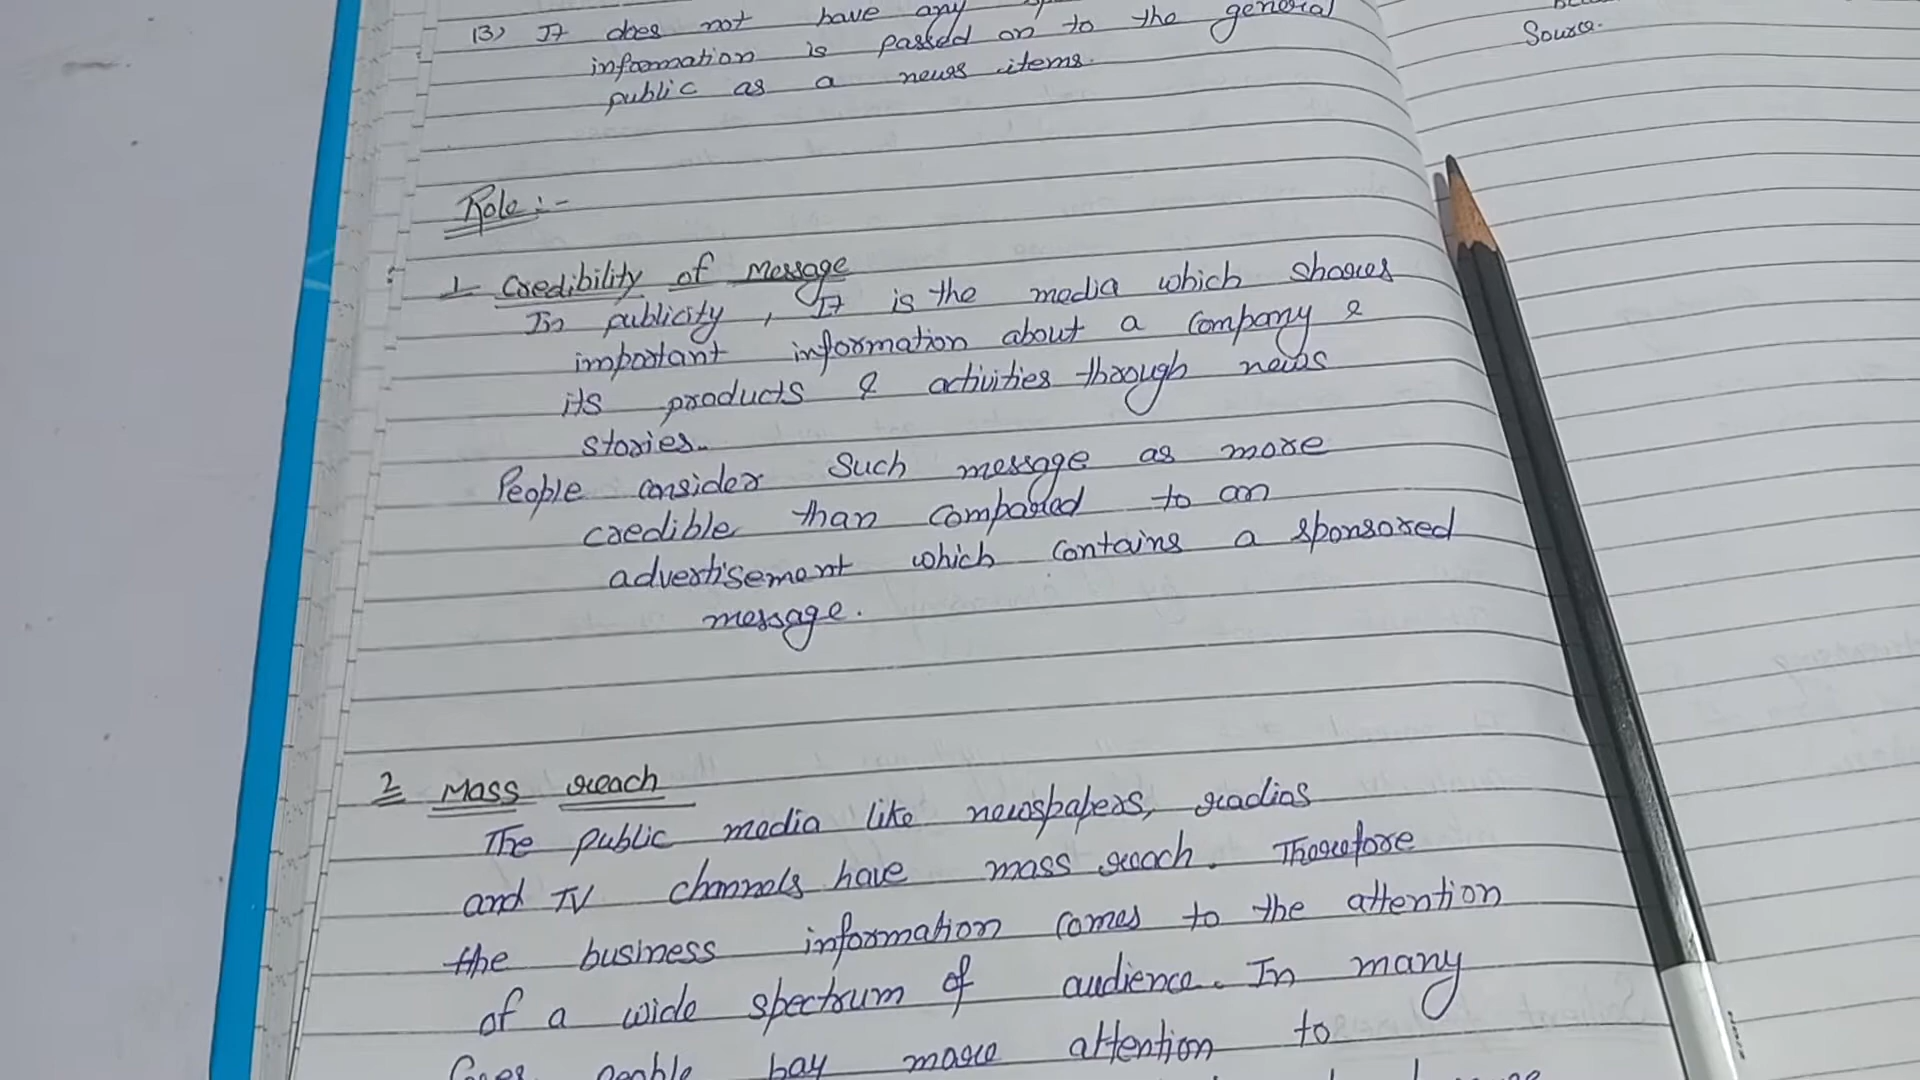 13) It does not have any
information is passed on to the general
public as a news items.
Source.
Role :-
1 Credibility of Message
In publicity, It is the media which shares
important information about a Company &
its products & activities through news
stories..
People consider Such message as more
credible than Compared to an
advertisement which contains a sponsored
message.
2 Mass reach
The public media like newspapers, radios
and TV channels have mass reach. Therefore
the business information comes to the attention
of a wide spectrum of audience. In many
Cases people pay more attention to